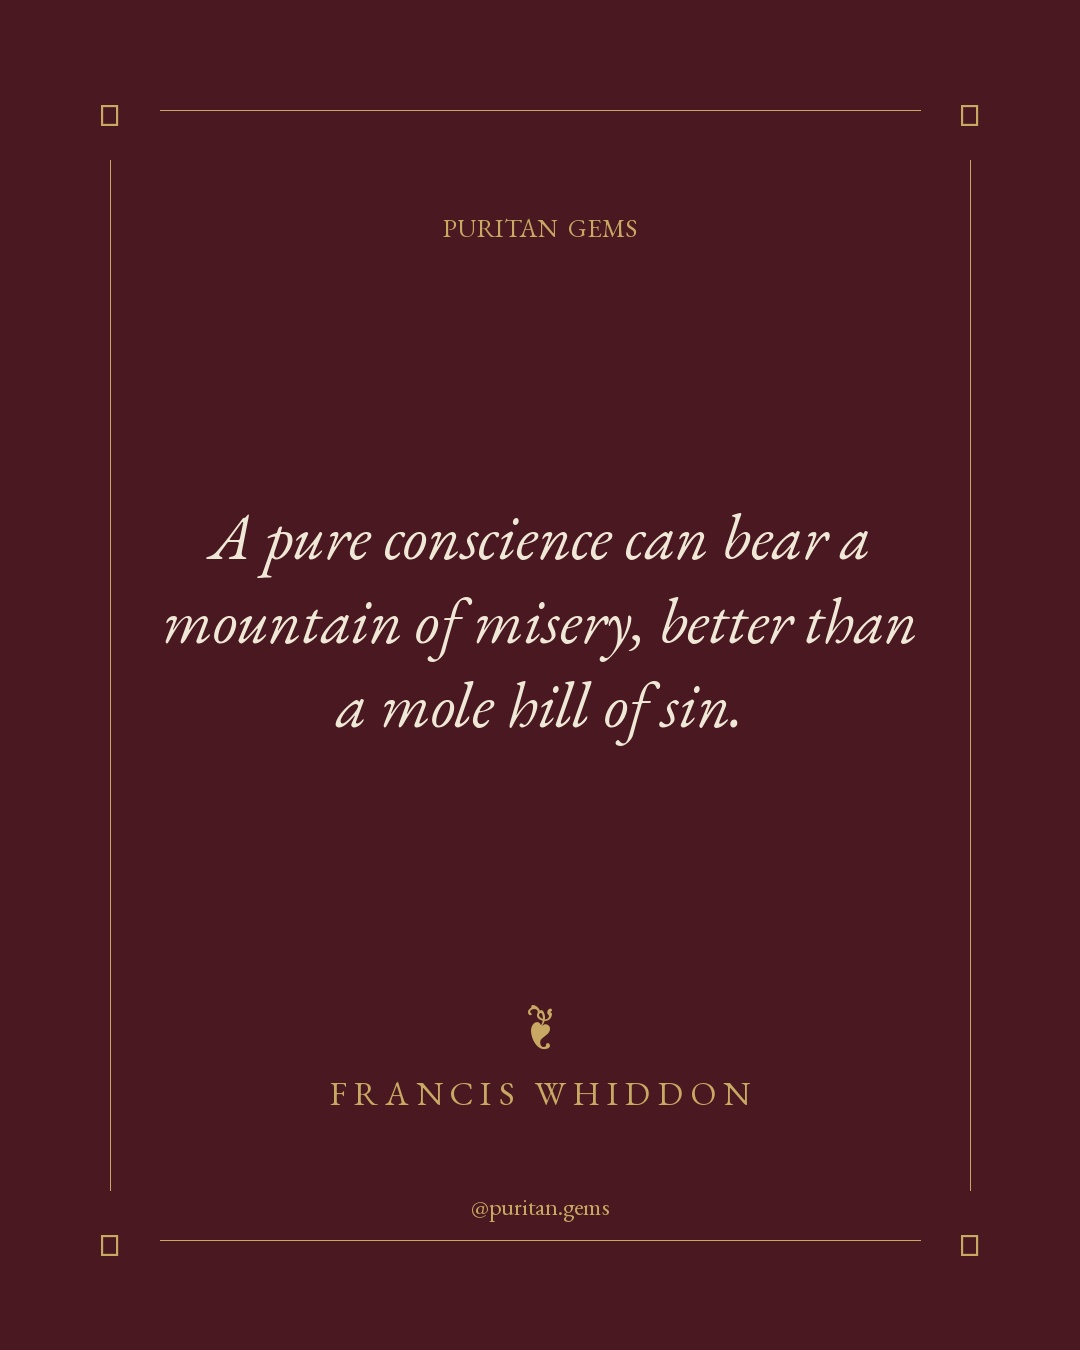 PURITAN GEMS
A pure conscience can bear a
mountain of misery, better than
a mole hill of sin.
FRANCIS WHIDDON
@puritan.gems